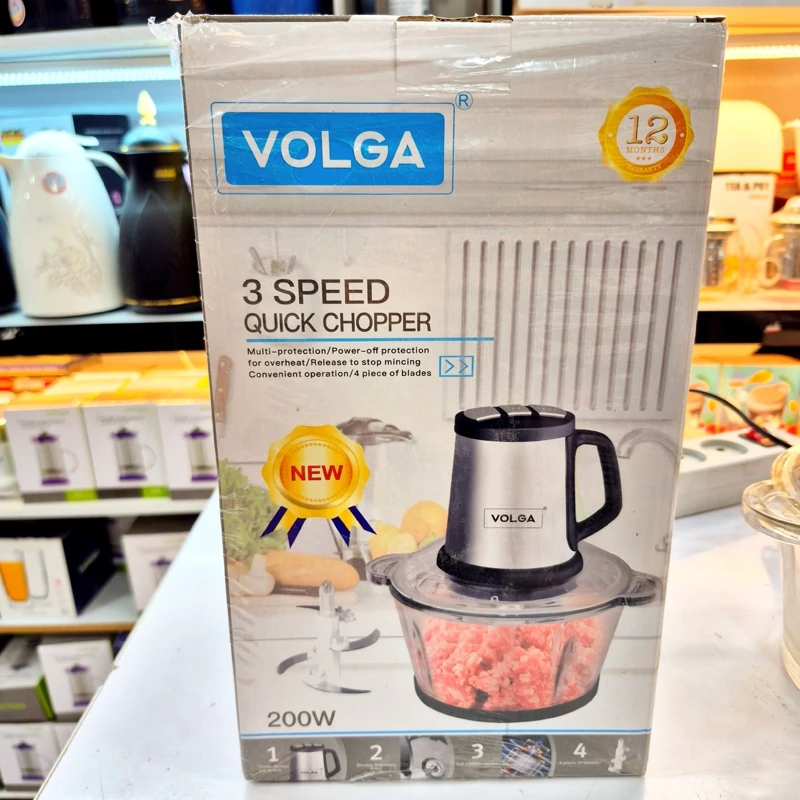 VOLGA
®
12
MONTHS
WARRANTY
3 SPEED
QUICK CHOPPER
Multi-protection/Power-off protection
for overheat/Release to stop mincing
Convenient operation/4 piece of blades
NEW
VOLGA
200W
1
2
3
4